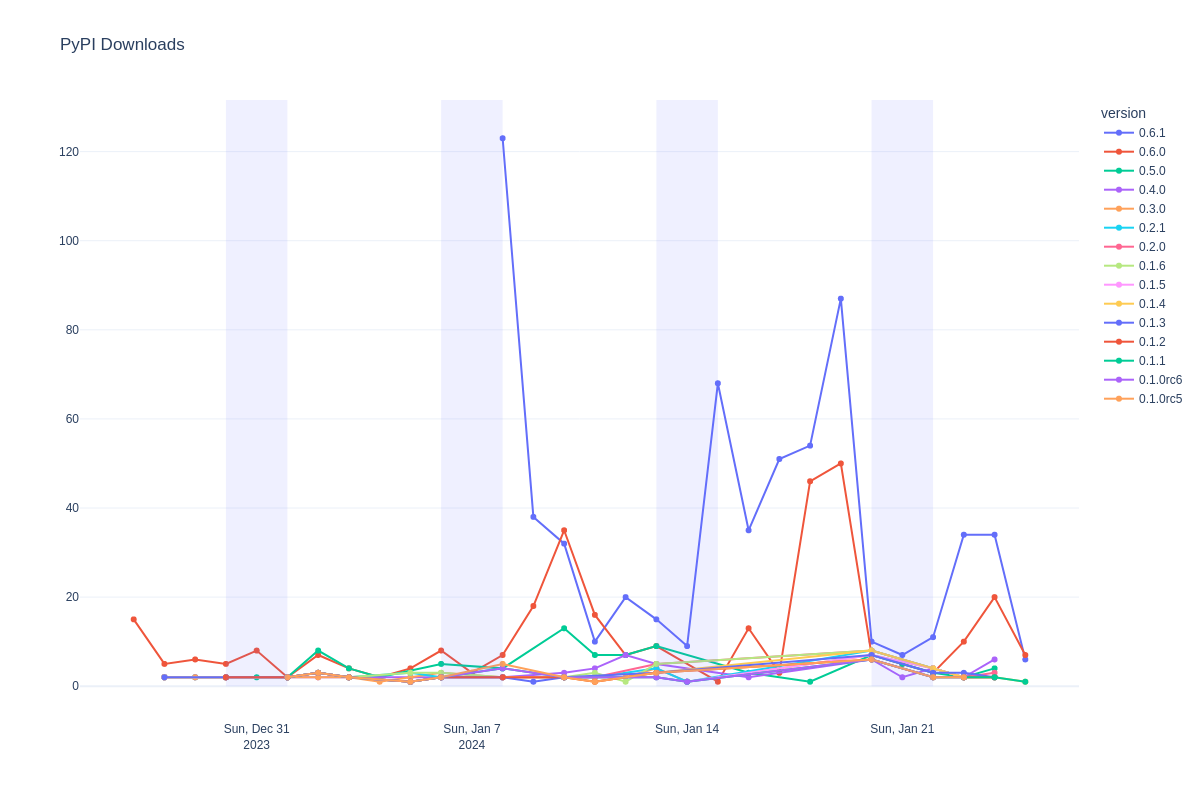 PyPI Downloads
version
0.6.1
0.6.0
0.5.0
0.4.0
0.3.0
0.2.1
0.2.0
0.1.6
0.1.5
0.1.4
0.1.3
0.1.2
0.1.1
0.1.0rc6
0.1.0rc5
120
100
80
60
40
20
0
Sun, Dec 31
2023
Sun, Jan 7
2024
Sun, Jan 14
Sun, Jan 21